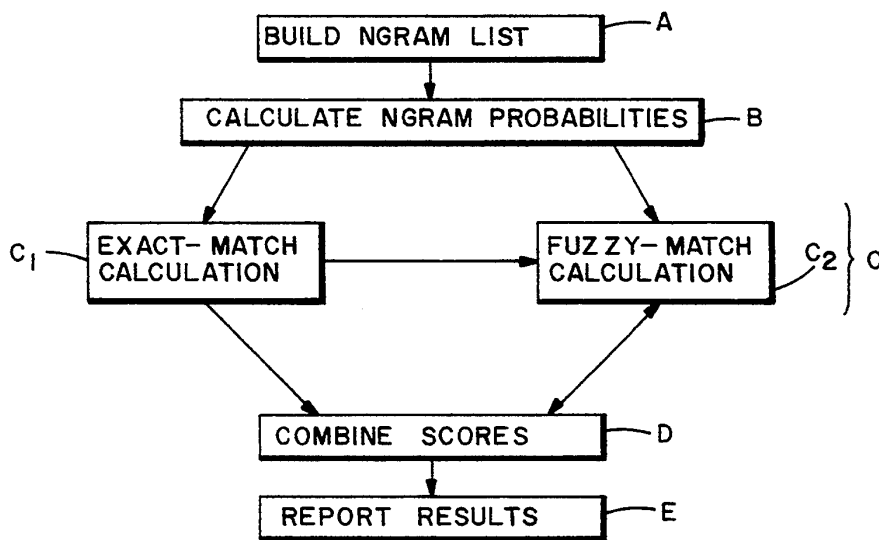 BUILD NGRAM LIST
A
CALCULATE NGRAM PROBABILITIES
B
C1
EXACT-MATCH
CALCULATION
FUZZY-MATCH
CALCULATION
C2
C
COMBINE SCORES
D
REPORT RESULTS
E